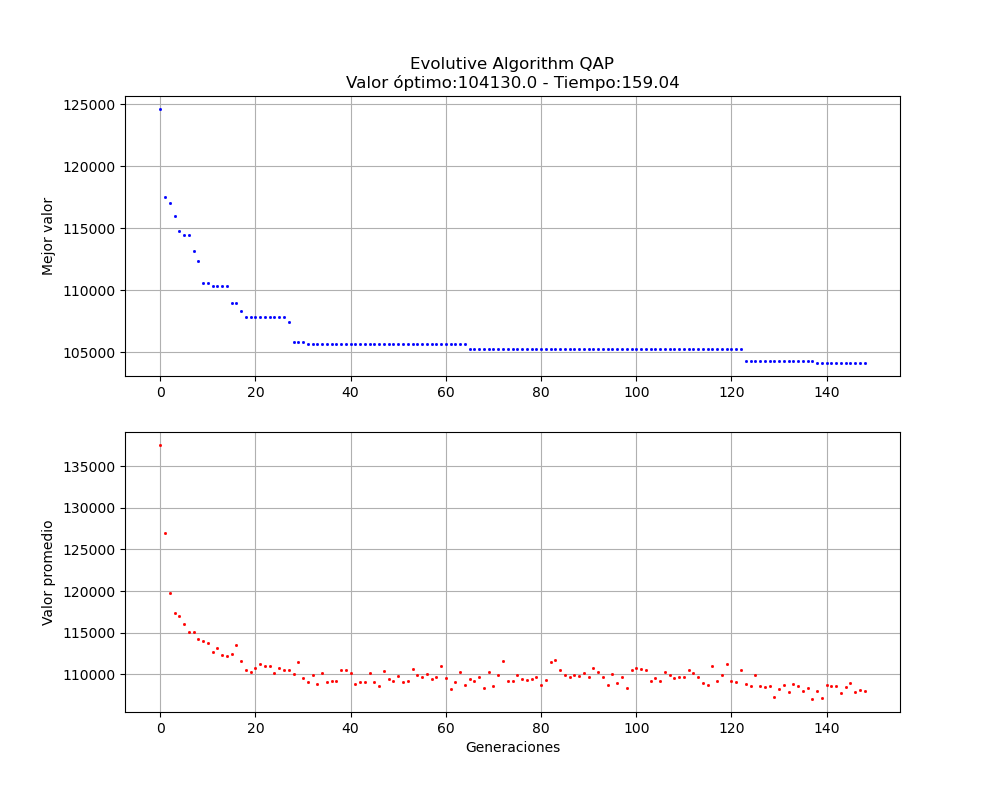 Evolutive Algorithm QAP
Valor óptimo:104130.0 - Tiempo:159.04
125000
120000
115000
110000
105000
Mejor valor
0 20 40 60 80 100 120 140
135000
130000
125000
120000
115000
110000
Valor promedio
0 20 40 60 80 100 120 140
Generaciones